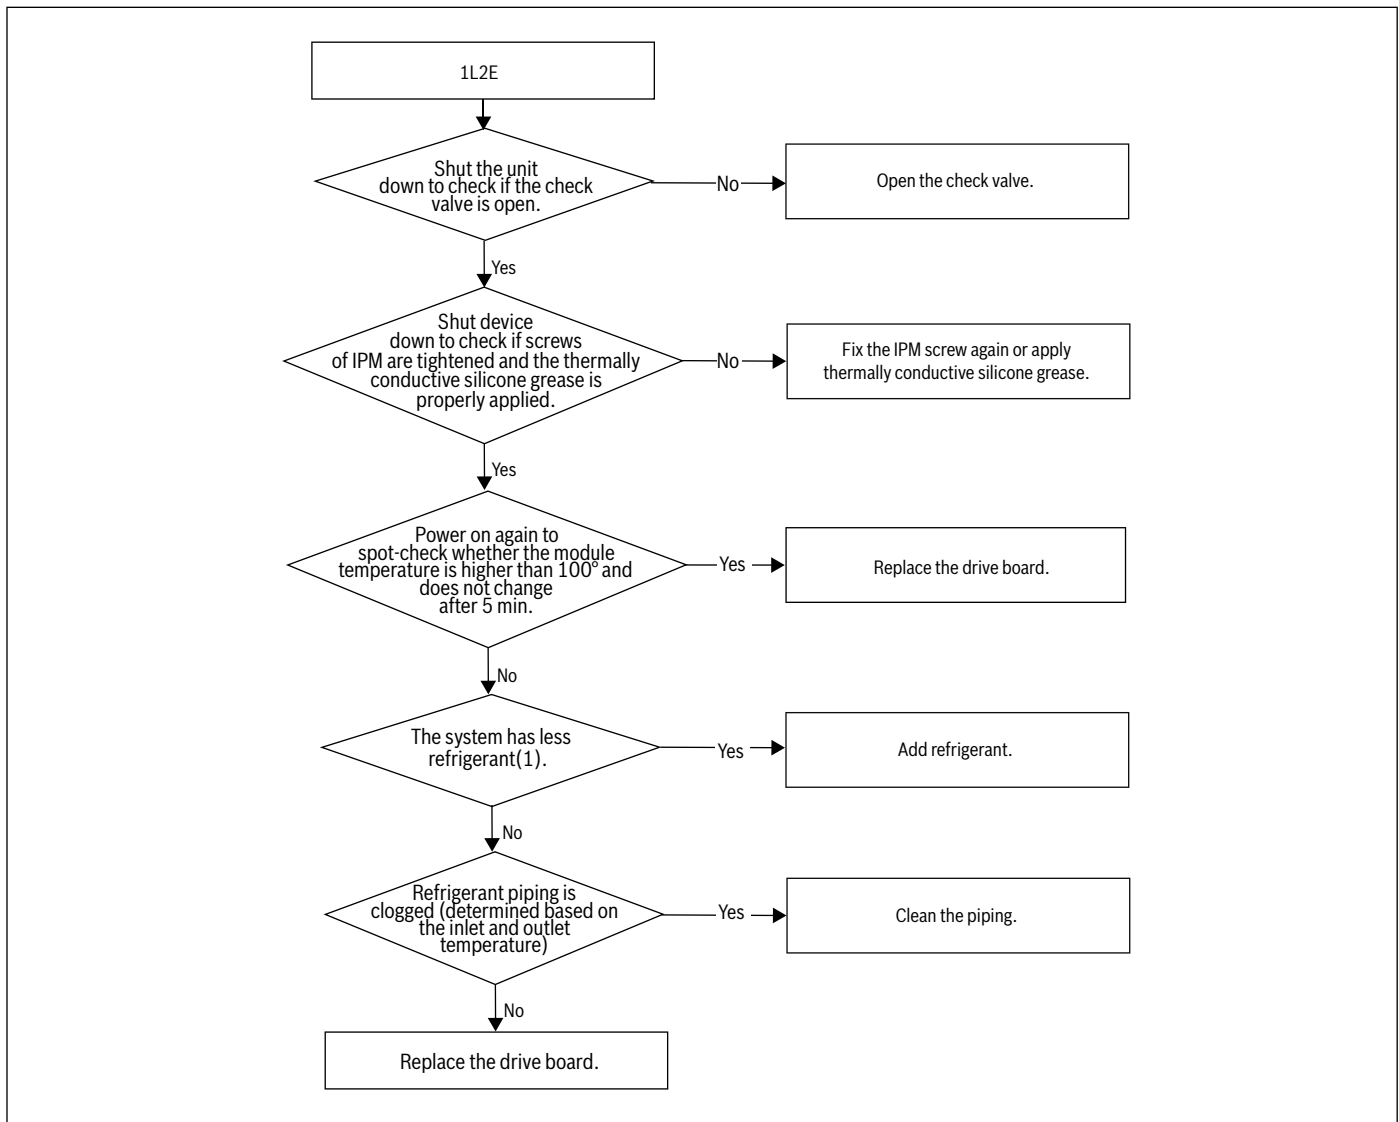 1L2E
Shut the unit
down to check if the check
valve is open.
No
Open the check valve.
Yes
Shut device
down to check if screws
of IPM are tightened and the thermally
conductive silicone grease is
properly applied.
No
Fix the IPM screw again or apply
thermally conductive silicone grease.
Yes
Power on again to
spot-check whether the module
temperature is higher than 100° and
does not change
after 5 min.
Yes
Replace the drive board.
No
The system has less
refrigerant(1).
Yes
Add refrigerant.
No
Refrigerant piping is
clogged (determined based on
the inlet and outlet
temperature)
Yes
Clean the piping.
No
Replace the drive board.